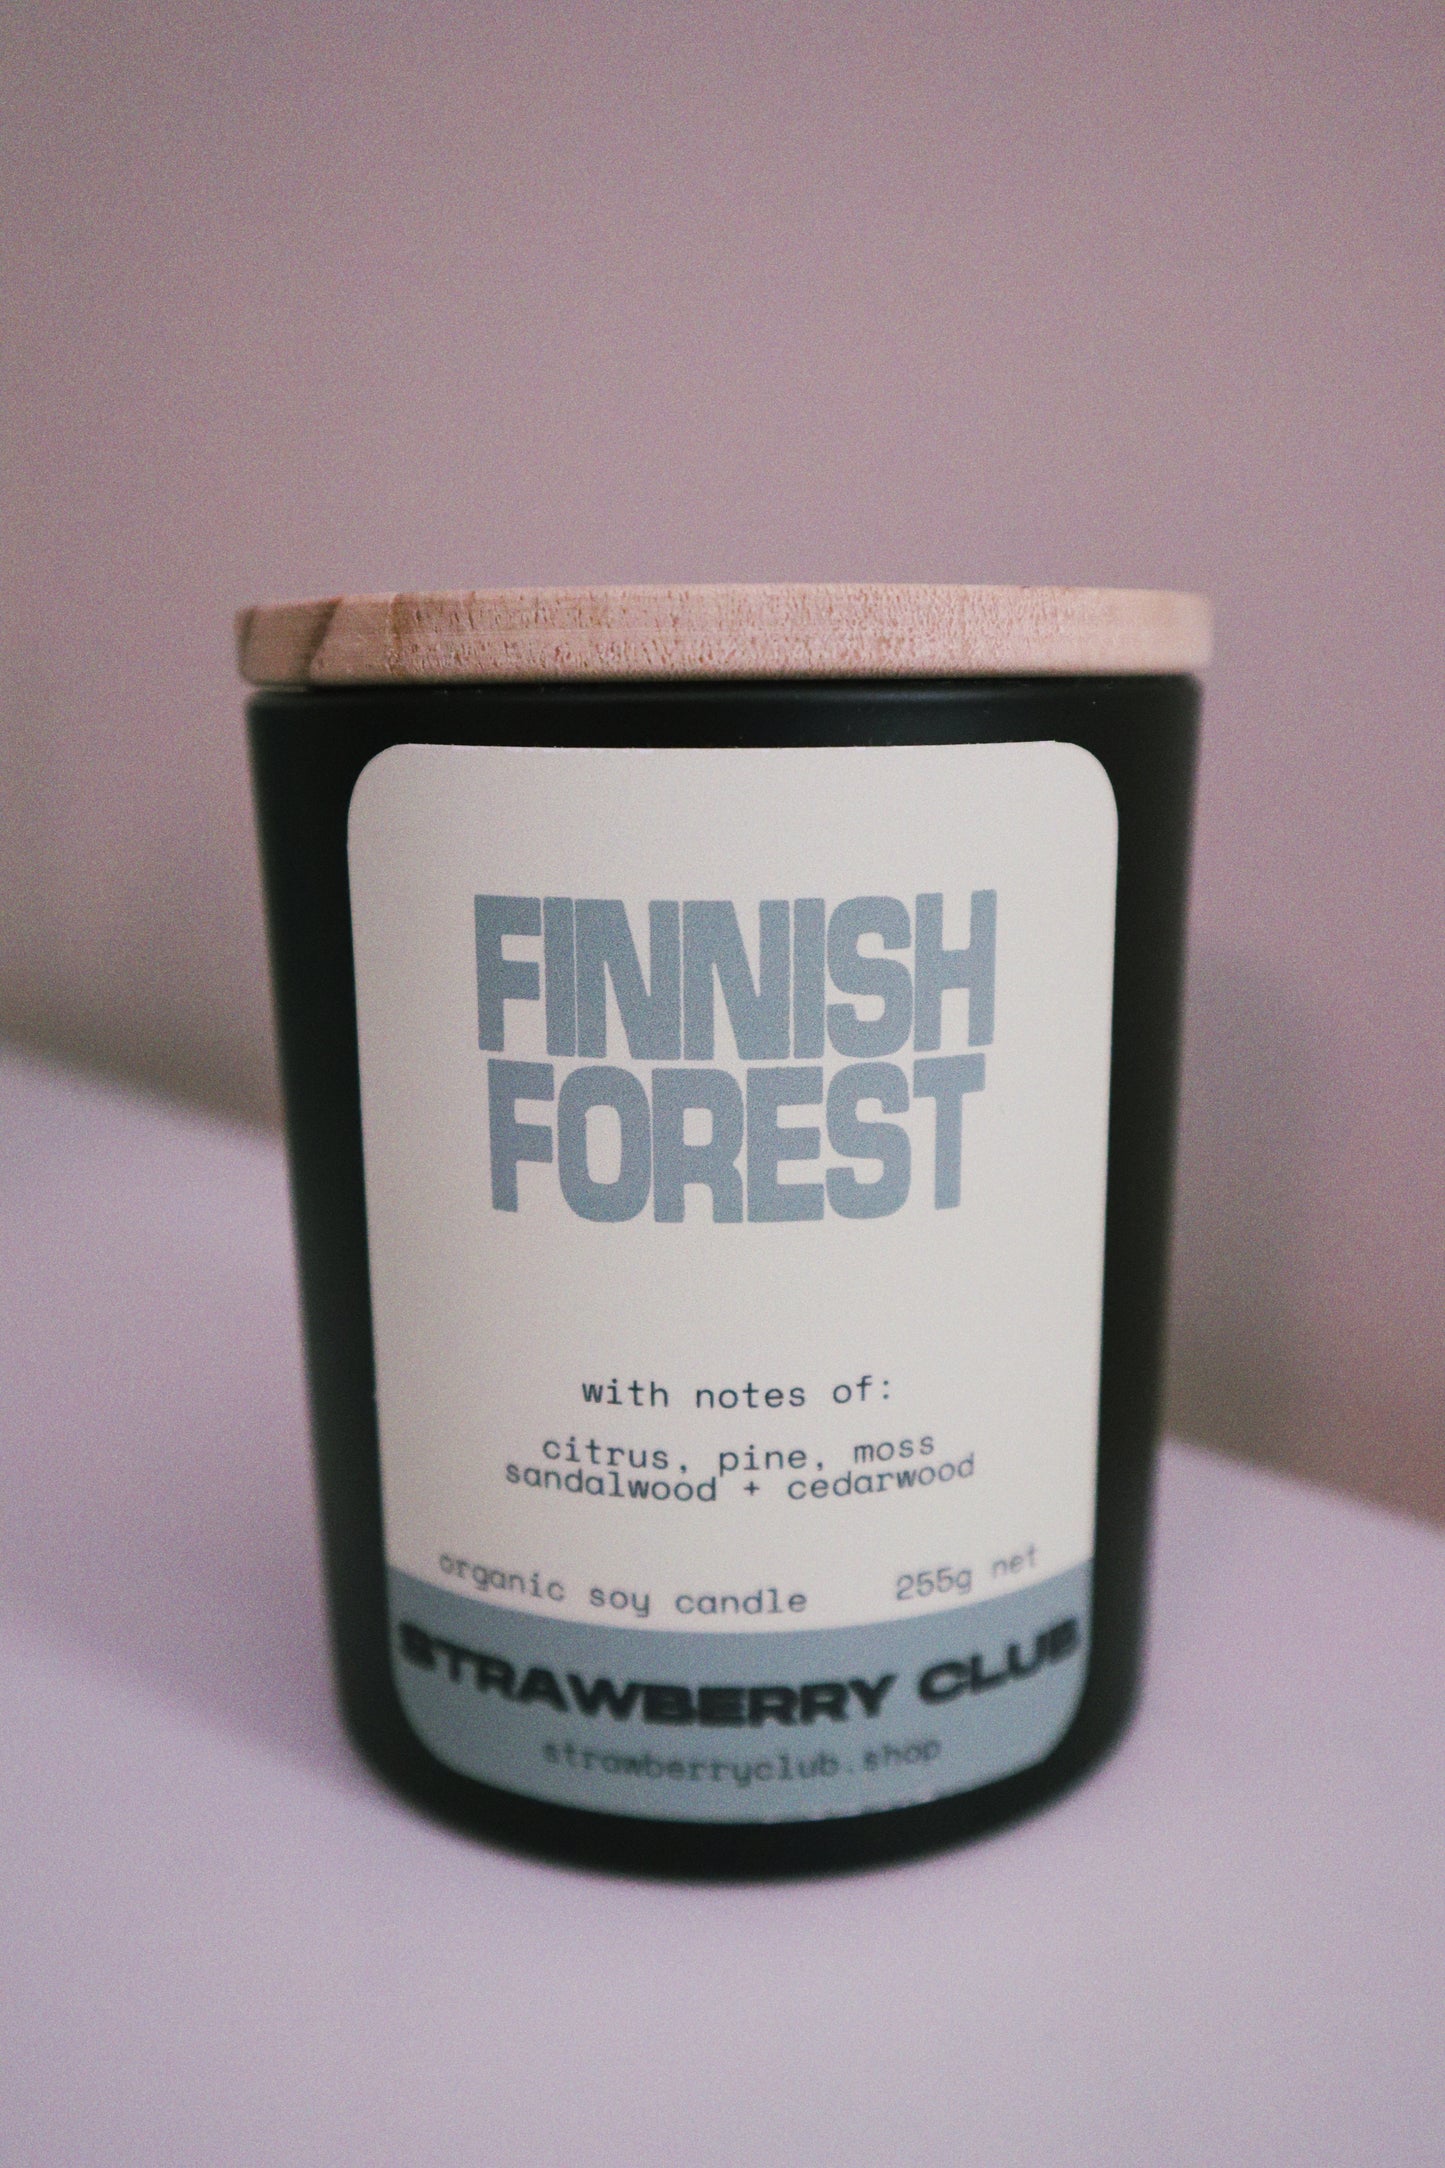 FINNISH
FOREST
with notes of:
citrus, pine, moss
sandalwood + cedarwood
organic soy candle 255g net
STRAWBERRY CLUB
strawberryclub.shop